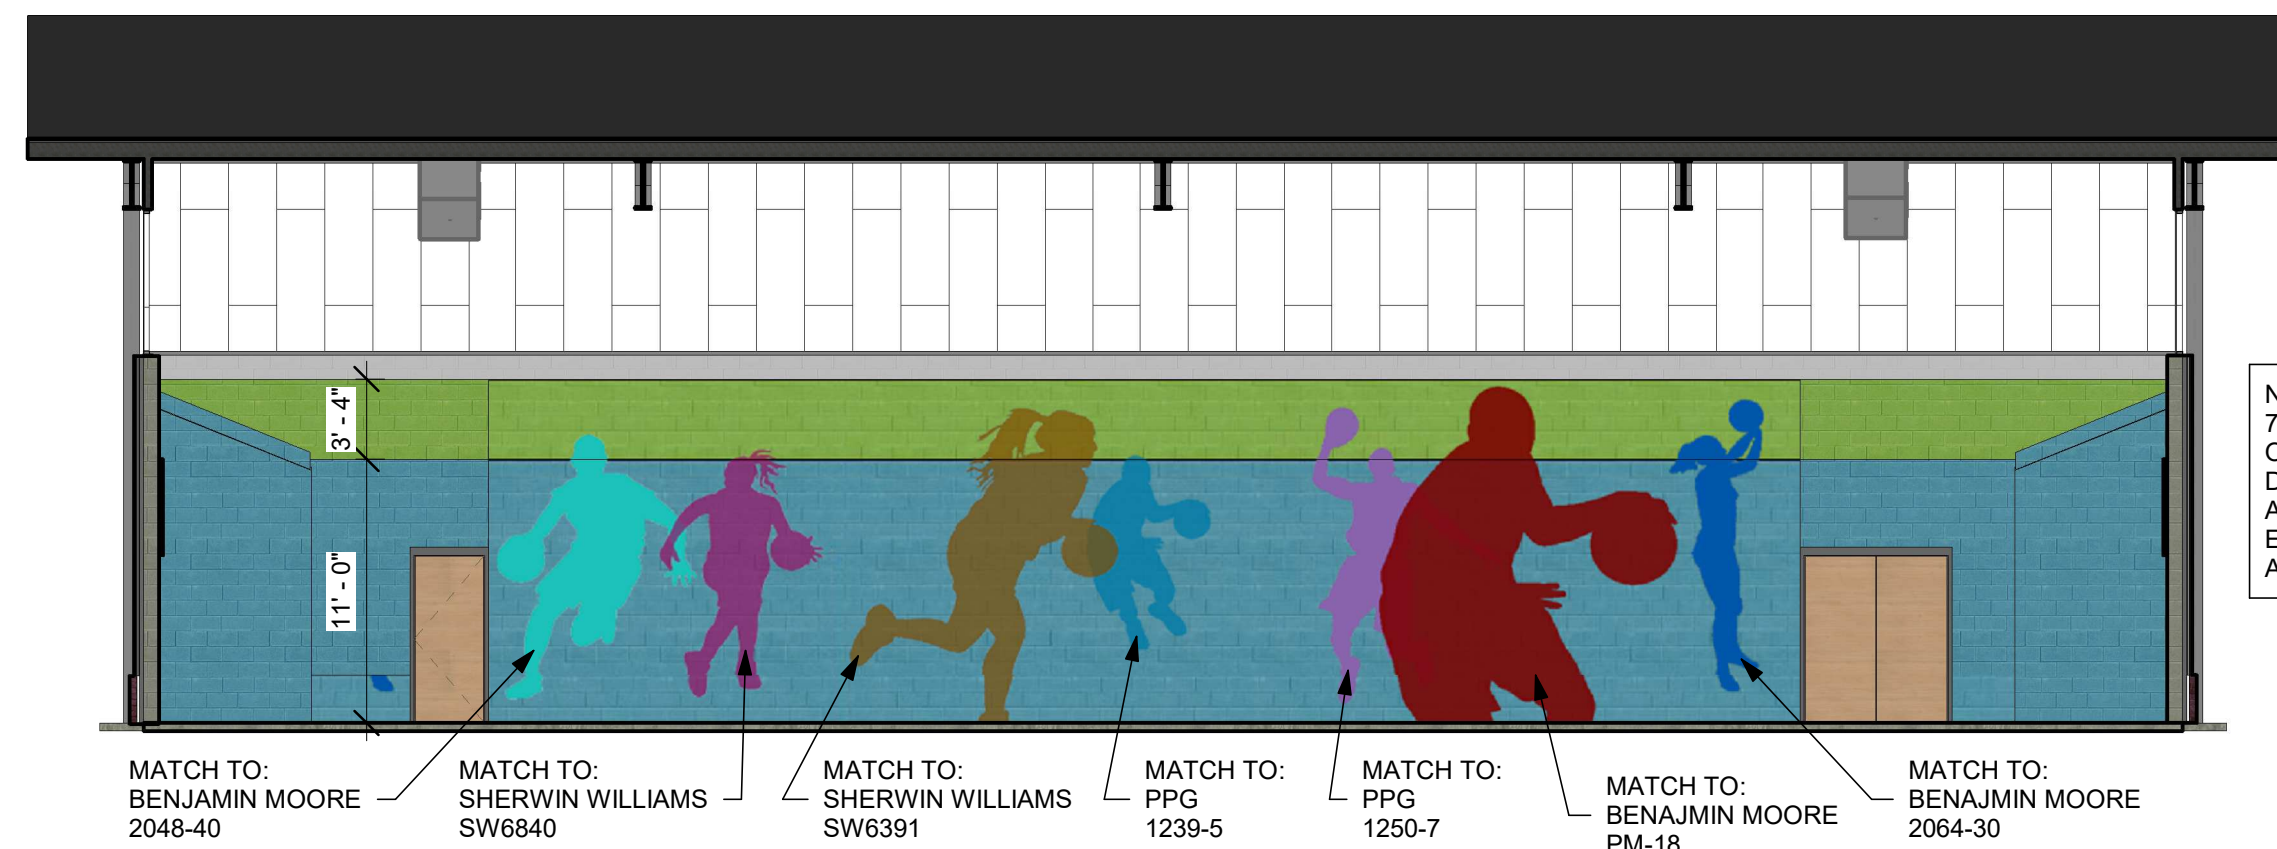 3' - 4"
11' - 0"
N
7
C
D
A
E
A
MATCH TO:
BENJAMIN MOORE
2048-40
MATCH TO:
SHERWIN WILLIAMS
SW6840
MATCH TO:
SHERWIN WILLIAMS
SW6391
MATCH TO:
PPG
1239-5
MATCH TO:
PPG
1250-7
MATCH TO:
BENAJMIN MOORE
PM-18
MATCH TO:
BENAJMIN MOORE
2064-30